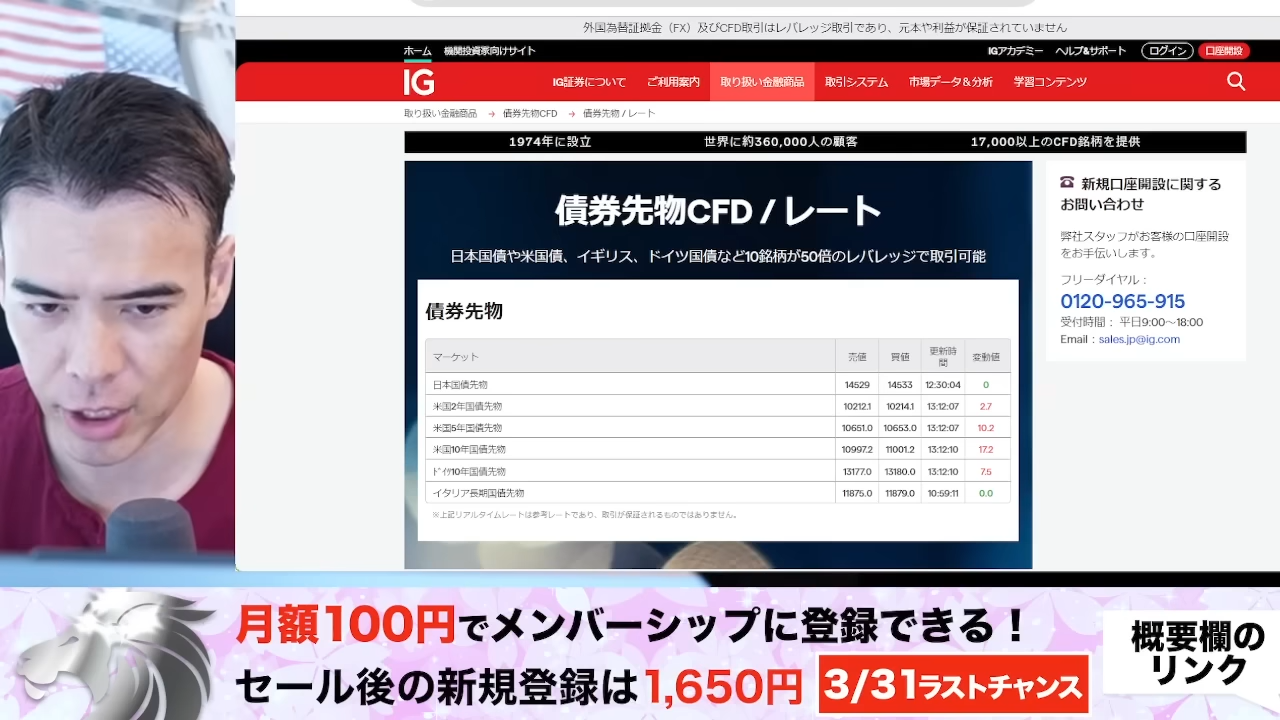 外国為替証拠金（FX）及びCFD取引はレバレッジ取引であり、元本や利益が保証されていません
ホーム 機関投資家向けサイト IGアカデミー ヘルプ&サポート ログイン 口座開設
IG IG証券について ご利用案内 取り扱い金融商品 取引システム 市場データ＆分析 学習コンテンツ
取り扱い金融商品 → 債券先物CFD → 債券先物 / レート
1974年に設立 世界に約360,000人の顧客 17,000以上のCFD銘柄を提供
債券先物CFD / レート
日本国債や米国債、イギリス、ドイツ国債など10銘柄が50倍のレバレッジで取引可能
債券先物
マーケット 売値 買値 更新時間 変動値
日本国債先物 14529 14533 12:30:04 0
米国2年国債先物 10212.1 10214.1 13:12:07 2.7
米国5年国債先物 10651.0 10653.0 13:12:07 10.2
米国10年国債先物 10997.2 11001.2 13:12:10 17.2
ﾄﾞｲﾂ10年国債先物 13177.0 13180.0 13:12:10 7.5
イタリア長期国債先物 11875.0 11879.0 10:59:11 0.0
※上記リアルタイムレートは参考レートであり、取引が保証されるものではありません。
新規口座開設に関する
お問い合わせ
弊社スタッフがお客様の口座開設
をお手伝いします。
フリーダイヤル：
0120-965-915
受付時間： 平日9:00～18:00
Email：sales.jp@ig.com
月額100円でメンバーシップに登録できる！
セール後の新規登録は1,650円 3/31ラストチャンス
概要欄の
リンク